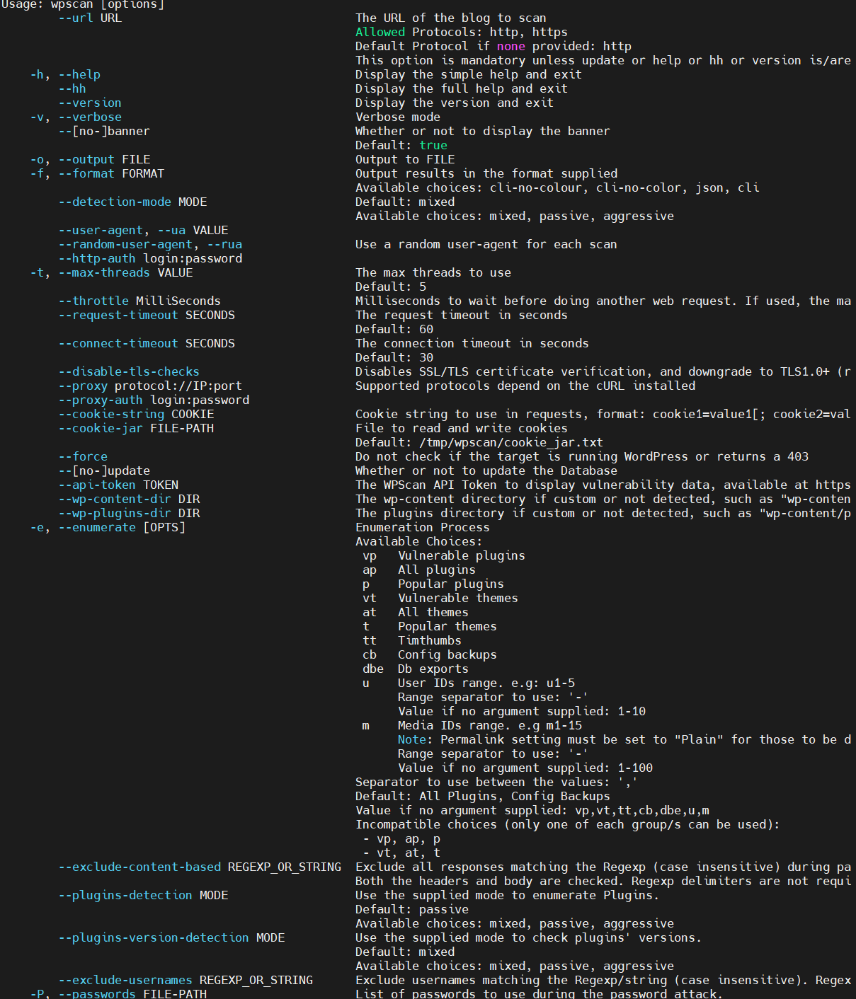 Usage: wpscan [options]
--url URL The URL of the blog to scan
Allowed Protocols: http, https
Default Protocol if none provided: http
This option is mandatory unless update or help or hh or version is/are
-h, --help Display the simple help and exit
--hh Display the full help and exit
--version Display the version and exit
-v, --verbose Verbose mode
--[no-]banner Whether or not to display the banner
Default: true
-o, --output FILE Output to FILE
-f, --format FORMAT Output results in the format supplied
Available choices: cli-no-colour, cli-no-color, json, cli
--detection-mode MODE Default: mixed
Available choices: mixed, passive, aggressive
--user-agent, --ua VALUE
--random-user-agent, --rua Use a random user-agent for each scan
--http-auth login:password
-t, --max-threads VALUE The max threads to use
Default: 5
--throttle MilliSeconds Milliseconds to wait before doing another web request. If used, the ma
--request-timeout SECONDS The request timeout in seconds
Default: 60
--connect-timeout SECONDS The connection timeout in seconds
Default: 30
--disable-tls-checks Disables SSL/TLS certificate verification, and downgrade to TLS1.0+ (r
--proxy protocol://IP:port Supported protocols depend on the cURL installed
--proxy-auth login:password
--cookie-string COOKIE Cookie string to use in requests, format: cookie1=value1[; cookie2=val
--cookie-jar FILE-PATH File to read and write cookies
Default: /tmp/wpscan/cookie_jar.txt
--force Do not check if the target is running WordPress or returns a 403
--[no-]update Whether or not to update the Database
--api-token TOKEN The WPScan API Token to display vulnerability data, available at https
--wp-content-dir DIR The wp-content directory if custom or not detected, such as "wp-conten
--wp-plugins-dir DIR The plugins directory if custom or not detected, such as "wp-content/p
-e, --enumerate [OPTS] Enumeration Process
Available Choices:
vp Vulnerable plugins
ap All plugins
p Popular plugins
vt Vulnerable themes
at All themes
t Popular themes
tt Timthumbs
cb Config backups
dbe Db exports
u User IDs range. e.g: u1-5
Range separator to use: '-'
Value if no argument supplied: 1-10
m Media IDs range. e.g m1-15
Note: Permalink setting must be set to "Plain" for those to be d
Range separator to use: '-'
Value if no argument supplied: 1-100
Separator to use between the values: ','
Default: All Plugins, Config Backups
Value if no argument supplied: vp,vt,tt,cb,dbe,u,m
Incompatible choices (only one of each group/s can be used):
- vp, ap, p
- vt, at, t
--exclude-content-based REGEXP_OR_STRING Exclude all responses matching the Regexp (case insensitive) during pa
Both the headers and body are checked. Regexp delimiters are not requi
--plugins-detection MODE Use the supplied mode to enumerate Plugins.
Default: passive
Available choices: mixed, passive, aggressive
--plugins-version-detection MODE Use the supplied mode to check plugins' versions.
Default: mixed
Available choices: mixed, passive, aggressive
--exclude-usernames REGEXP_OR_STRING Exclude usernames matching the Regexp/string (case insensitive). Regex
-P, --passwords FILE-PATH List of passwords to use during the password attack.